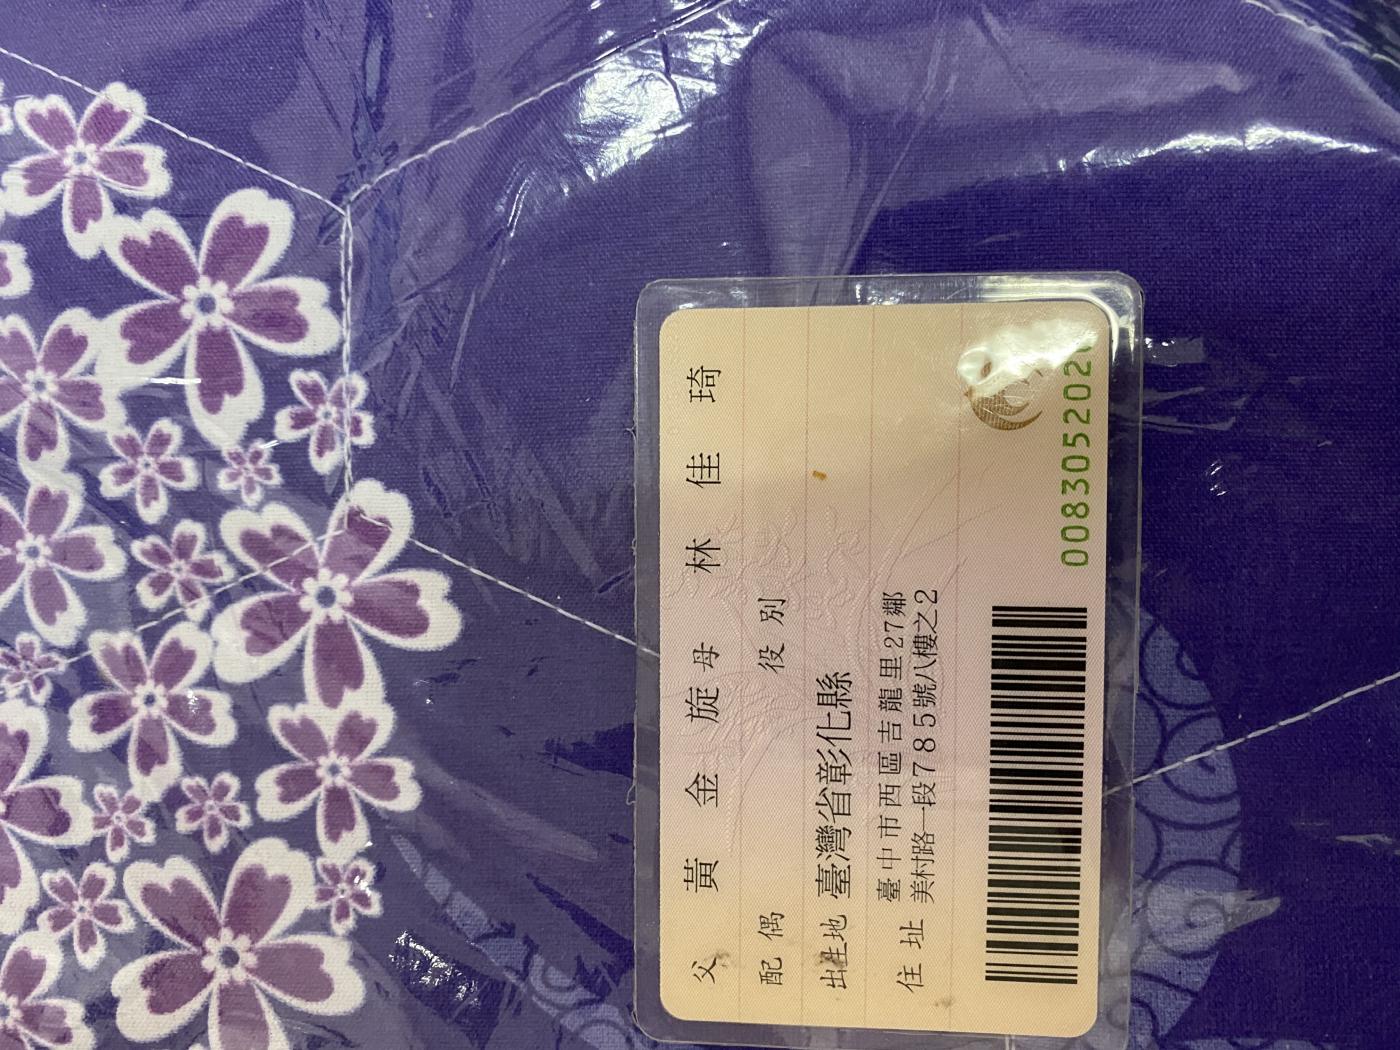 父 黃金旋 母 林佳琦
配偶 役別
出生地 臺灣省彰化縣
住址 臺中市西區吉龍里27鄰
美村路一段785號八樓之2
0083052020